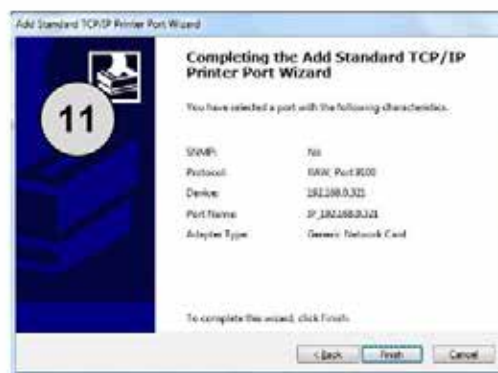 Add Standard TCP/IP Printer Port Wizard
Completing the Add Standard TCP/IP
Printer Port Wizard
11
You have selected a port with the following characteristics.
SNMP: No
Protocol: RAW, Port 9100
Device: 192.168.0.321
Port Name: IP_192.168.0.321
Adapter Type: Generic Network Card
To complete this wizard, click Finish.
< Back Finish Cancel